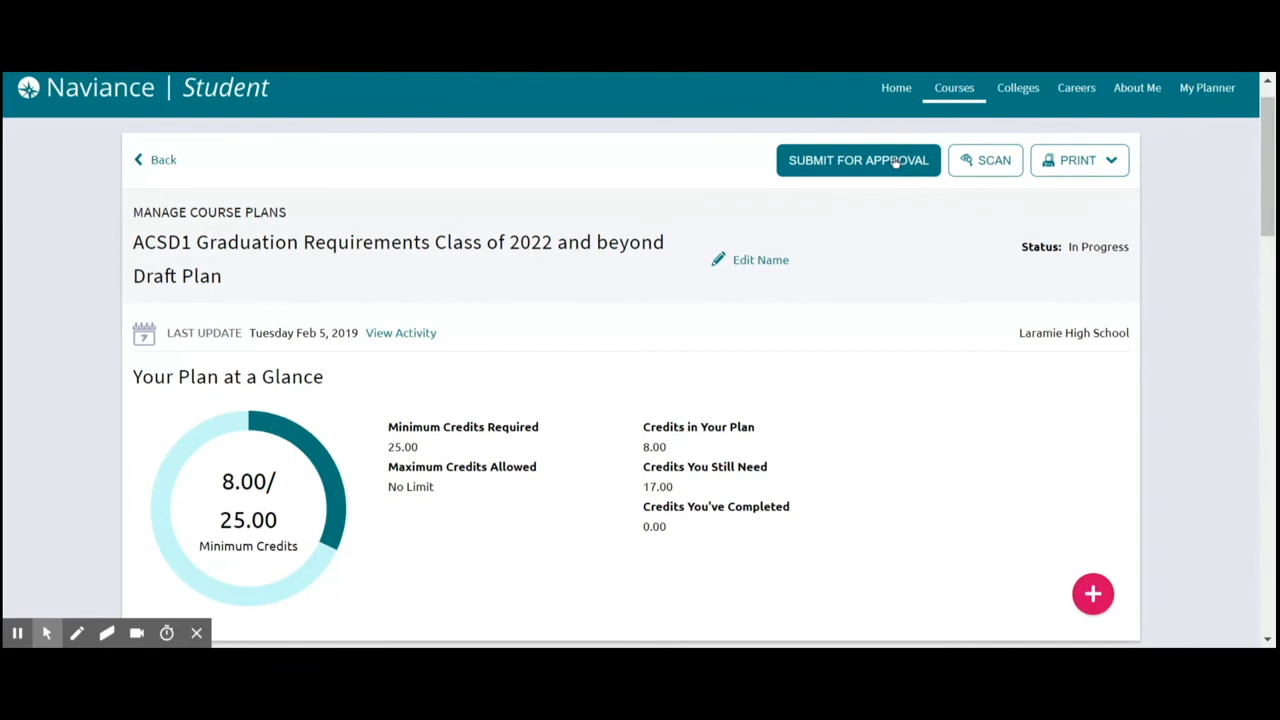 Naviance | Student
Home Courses Colleges Careers About Me My Planner
Back
SUBMIT FOR APPROVAL
SCAN
PRINT
MANAGE COURSE PLANS
ACSD1 Graduation Requirements Class of 2022 and beyond
Draft Plan
Edit Name
Status: In Progress
7
LAST UPDATE Tuesday Feb 5, 2019 View Activity
Laramie High School
Your Plan at a Glance
8.00/
25.00
Minimum Credits
Minimum Credits Required
25.00
Maximum Credits Allowed
No Limit
Credits in Your Plan
8.00
Credits You Still Need
17.00
Credits You've Completed
0.00